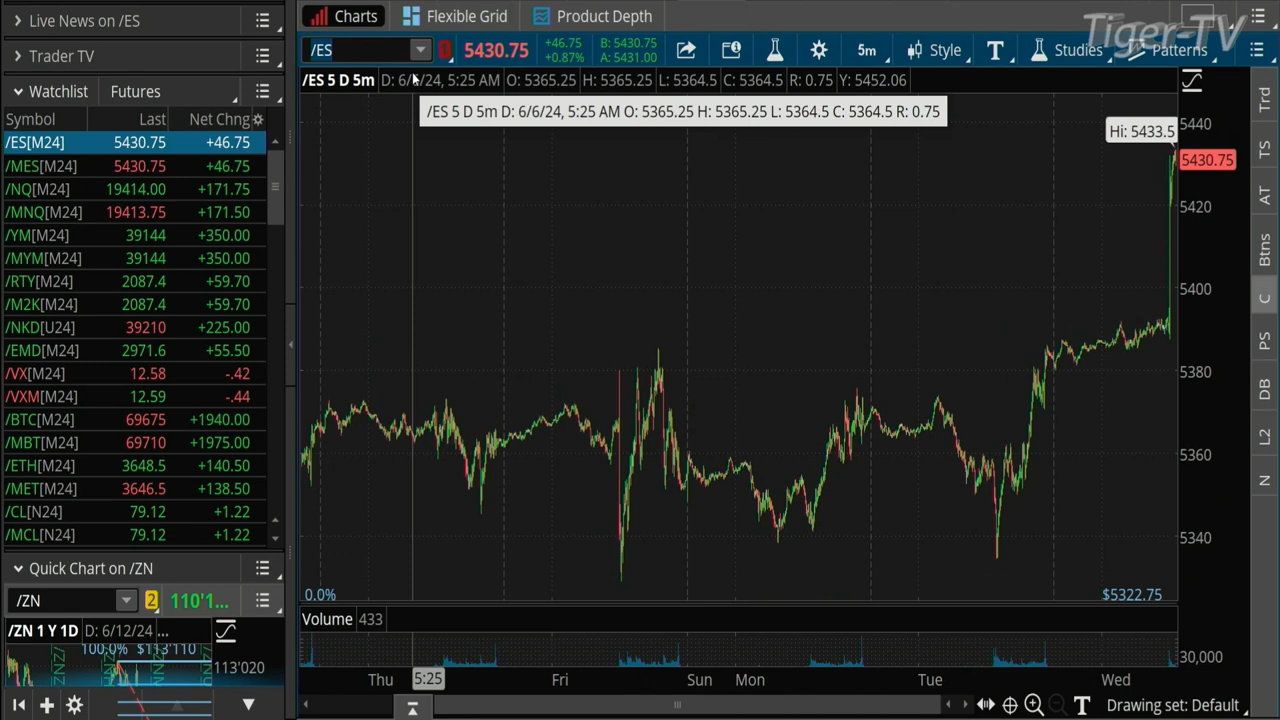 Live News on /ES
Trader TV
Watchlist Futures
Symbol Last Net Chng
/ES[M24] 5430.75 +46.75
/MES[M24] 5430.75 +46.75
/NQ[M24] 19414.00 +171.75
/MNQ[M24] 19413.75 +171.50
/YM[M24] 39144 +350.00
/MYM[M24] 39144 +350.00
/RTY[M24] 2087.4 +59.70
/M2K[M24] 2087.4 +59.70
/NKD[U24] 39210 +225.00
/EMD[M24] 2971.6 +55.50
/VX[M24] 12.58 -.42
/VXM[M24] 12.59 -.44
/BTC[M24] 69675 +1940.00
/MBT[M24] 69710 +1975.00
/ETH[M24] 3648.5 +140.50
/MET[M24] 3646.5 +138.50
/CL[N24] 79.12 +1.22
/MCL[N24] 79.12 +1.22
Quick Chart on /ZN
/ZN 2 110'1...
/ZN 1 Y 1D D: 6/12/24 ...
100.0% $113'110
113'020
Charts Flexible Grid Product Depth
Tiger-TV
/ES 5430.75 +46.75 +0.87% B: 5430.75 A: 5431.00 5m Style T Studies Patterns
/ES 5 D 5m D: 6/6/24, 5:25 AM O: 5365.25 H: 5365.25 L: 5364.5 C: 5364.5 R: 0.75 Y: 5452.06
/ES 5 D 5m D: 6/6/24, 5:25 AM O: 5365.25 H: 5365.25 L: 5364.5 C: 5364.5 R: 0.75
Hi: 5433.5
5440
5430.75
5420
5400
5380
5360
5340
0.0% $5322.75
Volume 433
30,000
Thu 5:25 Fri Sun Mon Tue Wed
T Drawing set: Default
Trd
TS
AT
Btns
C
PS
DB
L2
N